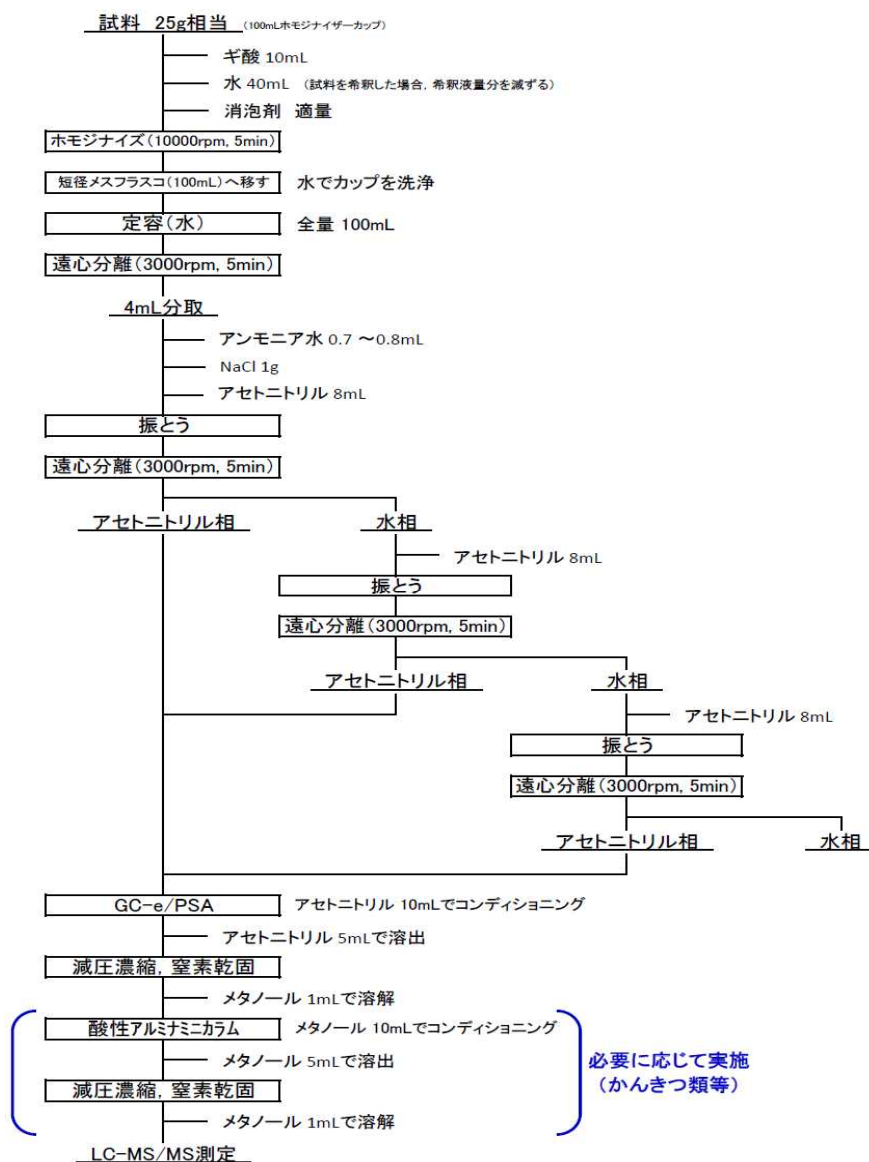 試料 25g相当 (100mLホモジナイザーカップ)
ギ酸 10mL
水 40mL (試料を希釈した場合, 希釈液量分を減ずる)
消泡剤 適量
ホモジナイズ(10000rpm, 5min)
短径メスフラスコ(100mL)へ移す 水でカップを洗浄
定容(水) 全量 100mL
遠心分離(3000rpm, 5min)
4mL分取
アンモニア水 0.7 ～0.8mL
NaCl 1g
アセトニトリル 8mL
振とう
遠心分離(3000rpm, 5min)
アセトニトリル相 水相
アセトニトリル 8mL
振とう
遠心分離(3000rpm, 5min)
アセトニトリル相 水相
アセトニトリル 8mL
振とう
遠心分離(3000rpm, 5min)
アセトニトリル相 水相
GC-e/PSA アセトニトリル 10mLでコンディショニング
アセトニトリル 5mLで溶出
減圧濃縮, 窒素乾固
メタノール 1mLで溶解
酸性アルミナミニカラム メタノール 10mLでコンディショニング
メタノール 5mLで溶出 必要に応じて実施
減圧濃縮, 窒素乾固 (かんきつ類等)
メタノール 1mLで溶解
LC-MS/MS測定